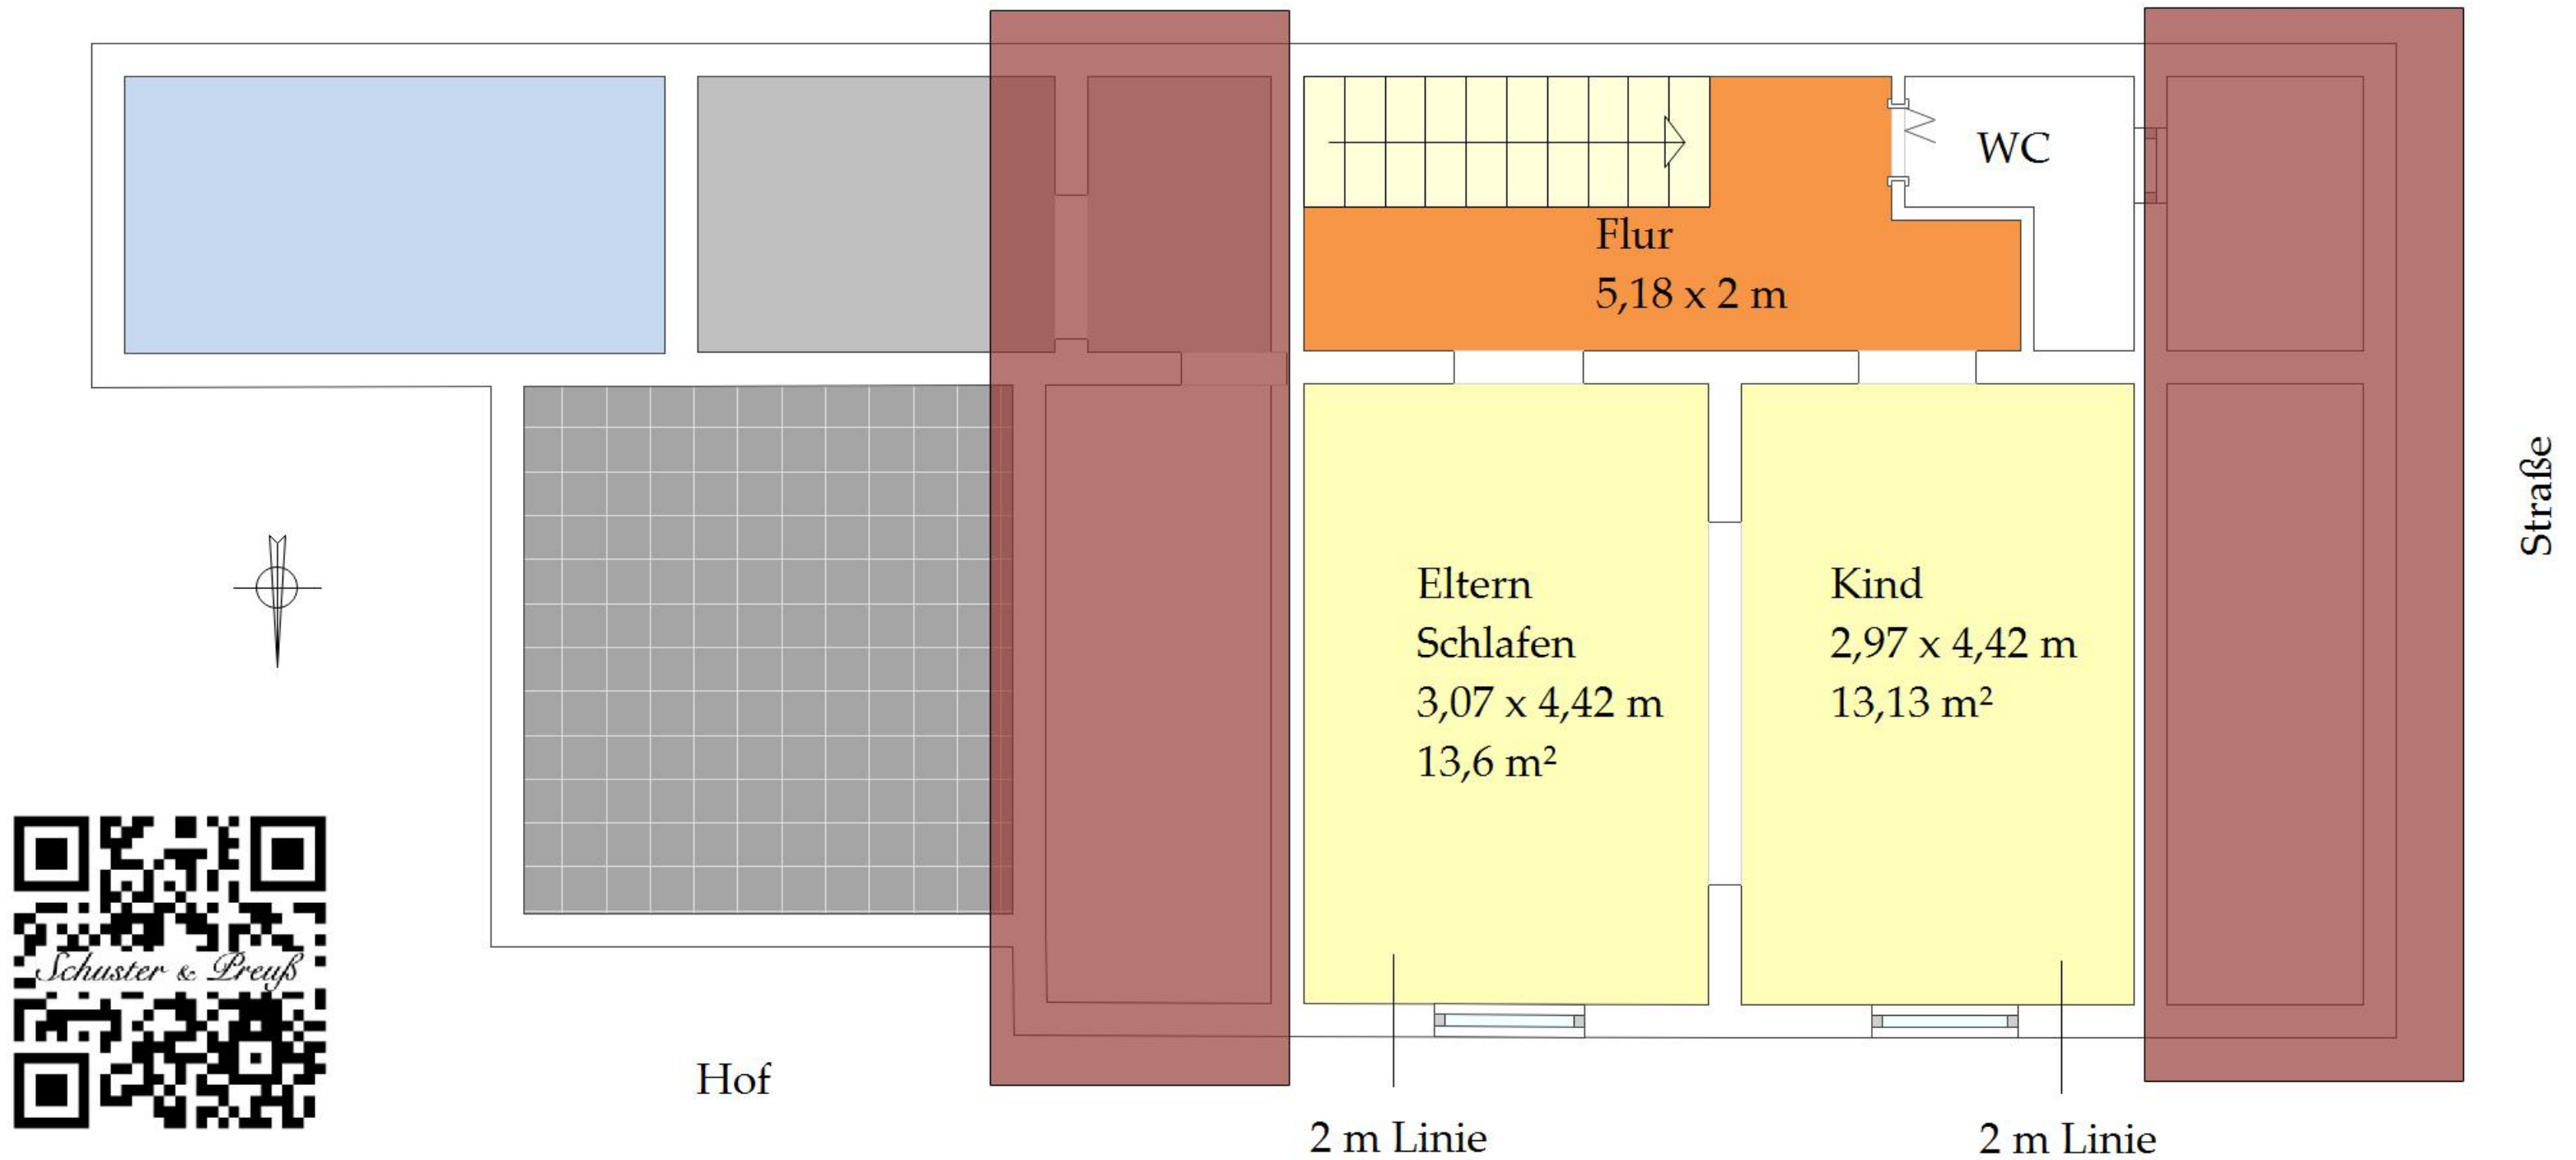 WC
Flur
5,18 x 2 m
Straße
Eltern
Schlafen
3,07 x 4,42 m
13,6 m²
Kind
2,97 x 4,42 m
13,13 m²
Schuster & Preuß
Hof
2 m Linie
2 m Linie